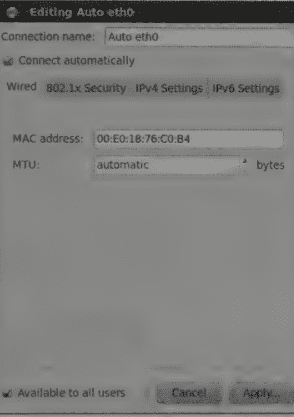 Editing Auto eth0
Connection name: Auto eth0
Connect automatically
Wired 802.1x Security IPv4 Settings IPv6 Settings
MAC address: 00:E0:18:76:C0:B4
MTU: automatic bytes
Available to all users Cancel Apply...